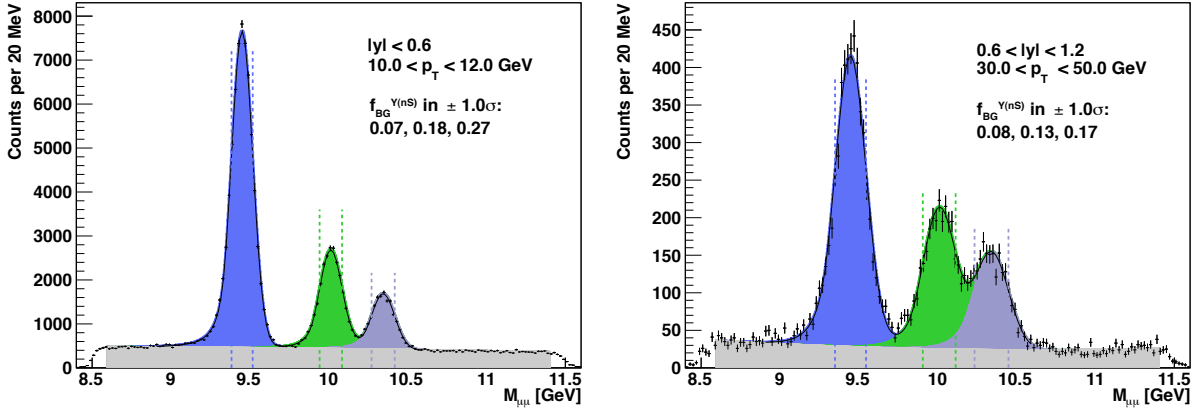 Counts per 20 MeV
8000
7000
6000
5000
4000
3000
2000
1000
0
|y| < 0.6
10.0 < p_T < 12.0 GeV
f_BG^Υ(nS) in ± 1.0σ:
0.07, 0.18, 0.27
8.5 9 9.5 10 10.5 11 11.5
M_μμ [GeV]
Counts per 20 MeV
450
400
350
300
250
200
150
100
50
0
0.6 < |y| < 1.2
30.0 < p_T < 50.0 GeV
f_BG^Υ(nS) in ± 1.0σ:
0.08, 0.13, 0.17
8.5 9 9.5 10 10.5 11 11.5
M_μμ [GeV]